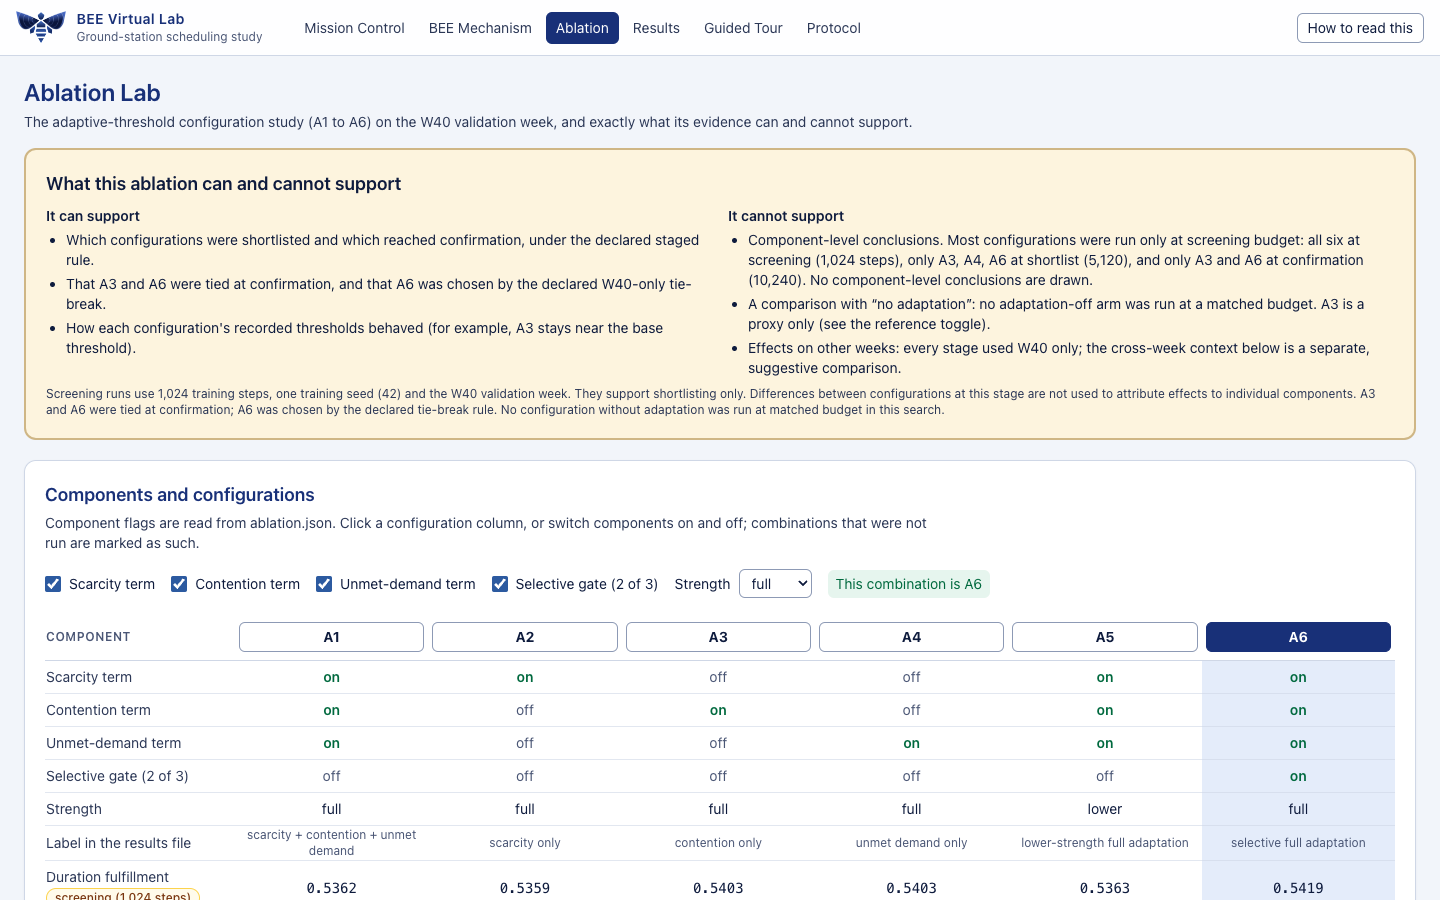 BEE Virtual Lab
Ground-station scheduling study
Mission Control
BEE Mechanism
Ablation
Results
Guided Tour
Protocol
How to read this
Ablation Lab
The adaptive-threshold configuration study (A1 to A6) on the W40 validation week, and exactly what its evidence can and cannot support.
What this ablation can and cannot support
It can support
Which configurations were shortlisted and which reached confirmation, under the declared staged
rule.
That A3 and A6 were tied at confirmation, and that A6 was chosen by the declared W40-only tie-
break.
How each configuration's recorded thresholds behaved (for example, A3 stays near the base
threshold).
It cannot support
Component-level conclusions. Most configurations were run only at screening budget: all six at
screening (1,024 steps), only A3, A4, A6 at shortlist (5,120), and only A3 and A6 at confirmation
(10,240). No component-level conclusions are drawn.
A comparison with “no adaptation”: no adaptation-off arm was run at a matched budget. A3 is a
proxy only (see the reference toggle).
Effects on other weeks: every stage used W40 only; the cross-week context below is a separate,
suggestive comparison.
Screening runs use 1,024 training steps, one training seed (42) and the W40 validation week. They support shortlisting only. Differences between configurations at this stage are not used to attribute effects to individual components. A3
and A6 were tied at confirmation; A6 was chosen by the declared tie-break rule. No configuration without adaptation was run at matched budget in this search.
Components and configurations
Component flags are read from ablation.json. Click a configuration column, or switch components on and off; combinations that were not
run are marked as such.
Scarcity term
Contention term
Unmet-demand term
Selective gate (2 of 3)
Strength
full
This combination is A6
COMPONENT A1 A2 A3 A4 A5 A6
Scarcity term on on off off on on
Contention term on off on off on on
Unmet-demand term on off off on on on
Selective gate (2 of 3) off off off off off on
Strength full full full full lower full
Label in the results file scarcity + contention + unmet
demand scarcity only contention only unmet demand only lower-strength full adaptation selective full adaptation
Duration fulfillment 0.5362 0.5359 0.5403 0.5403 0.5363 0.5419
screening (1,024 steps)